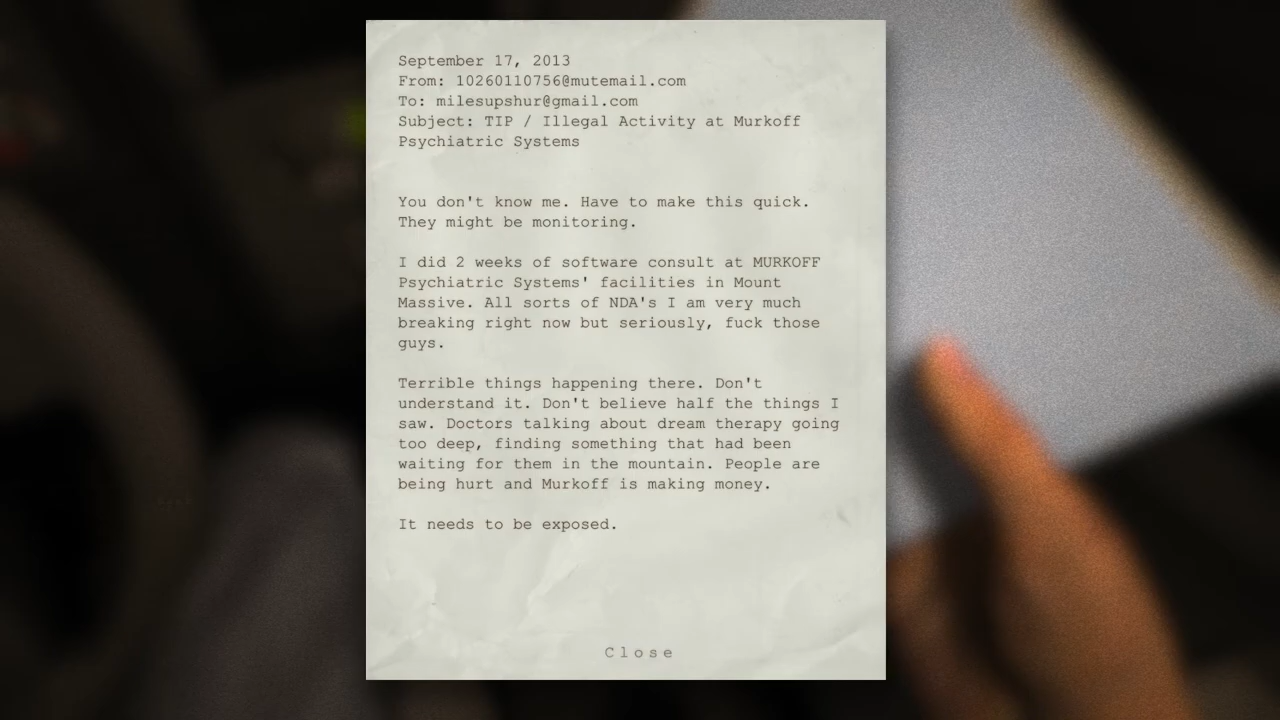 September 17, 2013
From: 10260110756@mutemail.com
To: milesupshur@gmail.com
Subject: TIP / Illegal Activity at Murkoff
Psychiatric Systems
You don't know me. Have to make this quick.
They might be monitoring.
I did 2 weeks of software consult at MURKOFF
Psychiatric Systems' facilities in Mount
Massive. All sorts of NDA's I am very much
breaking right now but seriously, fuck those
guys.
Terrible things happening there. Don't
understand it. Don't believe half the things I
saw. Doctors talking about dream therapy going
too deep, finding something that had been
waiting for them in the mountain. People are
being hurt and Murkoff is making money.
It needs to be exposed.
Close